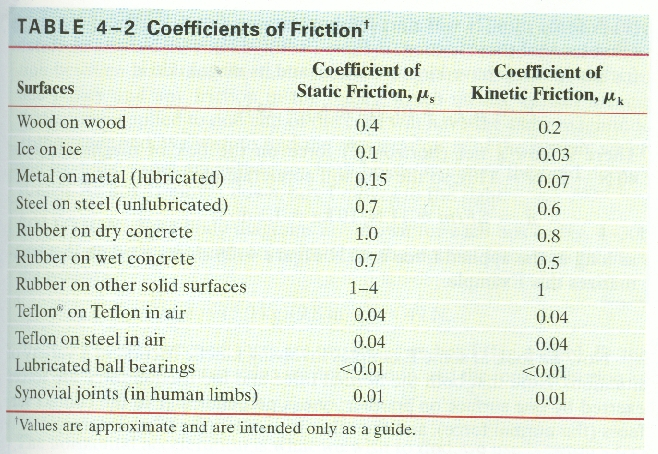 TABLE 4–2 Coefficients of Friction†
Coefficient of Coefficient of
Surfaces Static Friction, μs Kinetic Friction, μk
Wood on wood 0.4 0.2
Ice on ice 0.1 0.03
Metal on metal (lubricated) 0.15 0.07
Steel on steel (unlubricated) 0.7 0.6
Rubber on dry concrete 1.0 0.8
Rubber on wet concrete 0.7 0.5
Rubber on other solid surfaces 1–4 1
Teflon® on Teflon in air 0.04 0.04
Teflon on steel in air 0.04 0.04
Lubricated ball bearings <0.01 <0.01
Synovial joints (in human limbs) 0.01 0.01
†Values are approximate and are intended only as a guide.